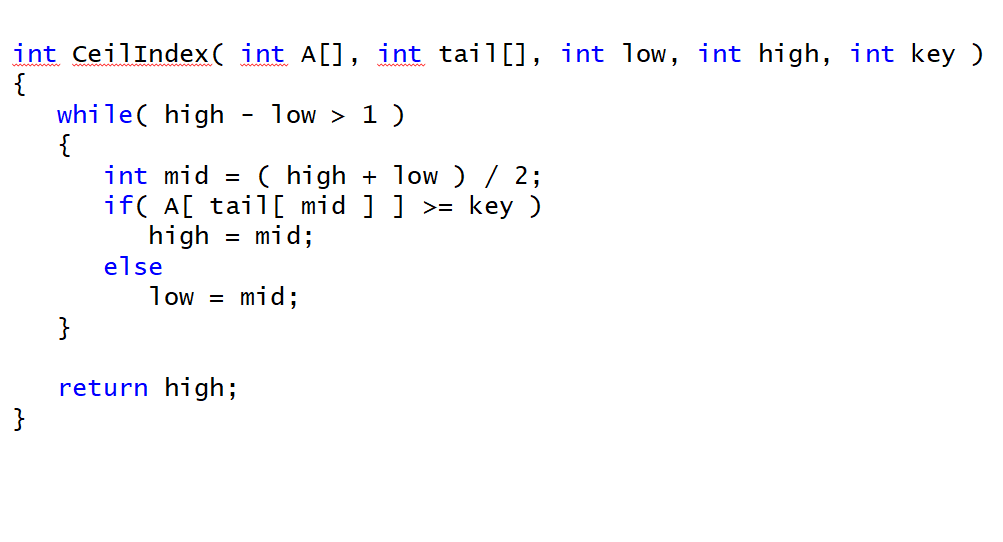 int CeilIndex( int A[], int tail[], int low, int high, int key )
{
   while( high - low > 1 )
   {
      int mid = ( high + low ) / 2;
      if( A[ tail[ mid ] ] >= key )
         high = mid;
      else
         low = mid;
   }

   return high;
}